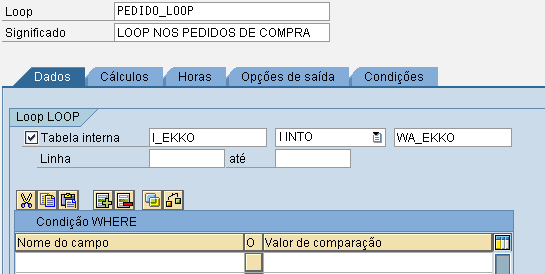 Loop PEDIDO_LOOP
Significado LOOP NOS PEDIDOS DE COMPRA
Dados Cálculos Horas Opções de saída Condições
Loop LOOP
Tabela interna I_EKKO I INTO WA_EKKO
Linha até
Condição WHERE
Nome do campo O Valor de comparação